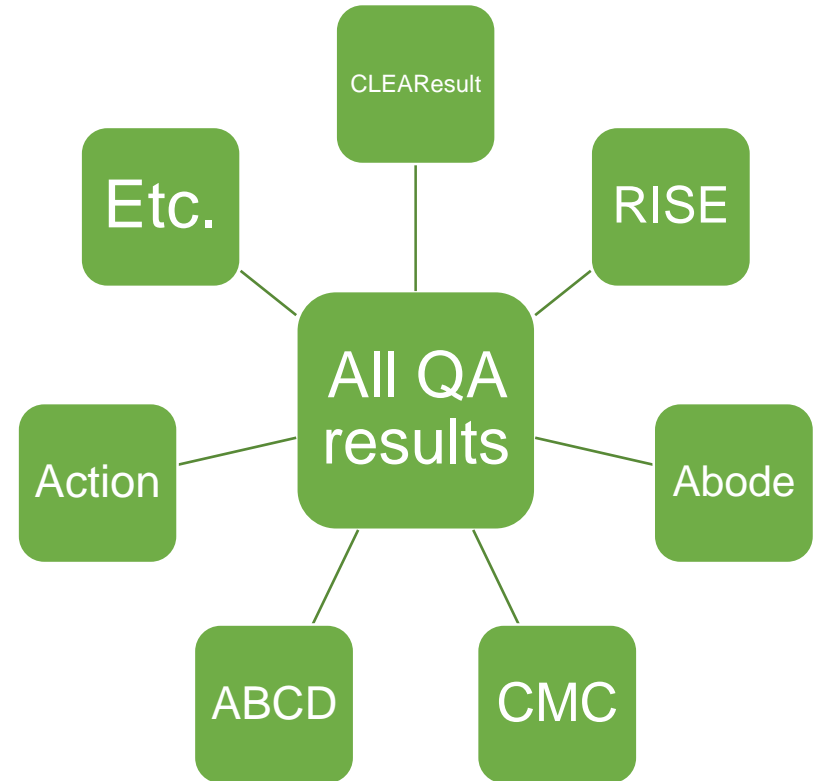 CLEAResult
Etc.
RISE
All QA
results
Action
Abode
ABCD
CMC